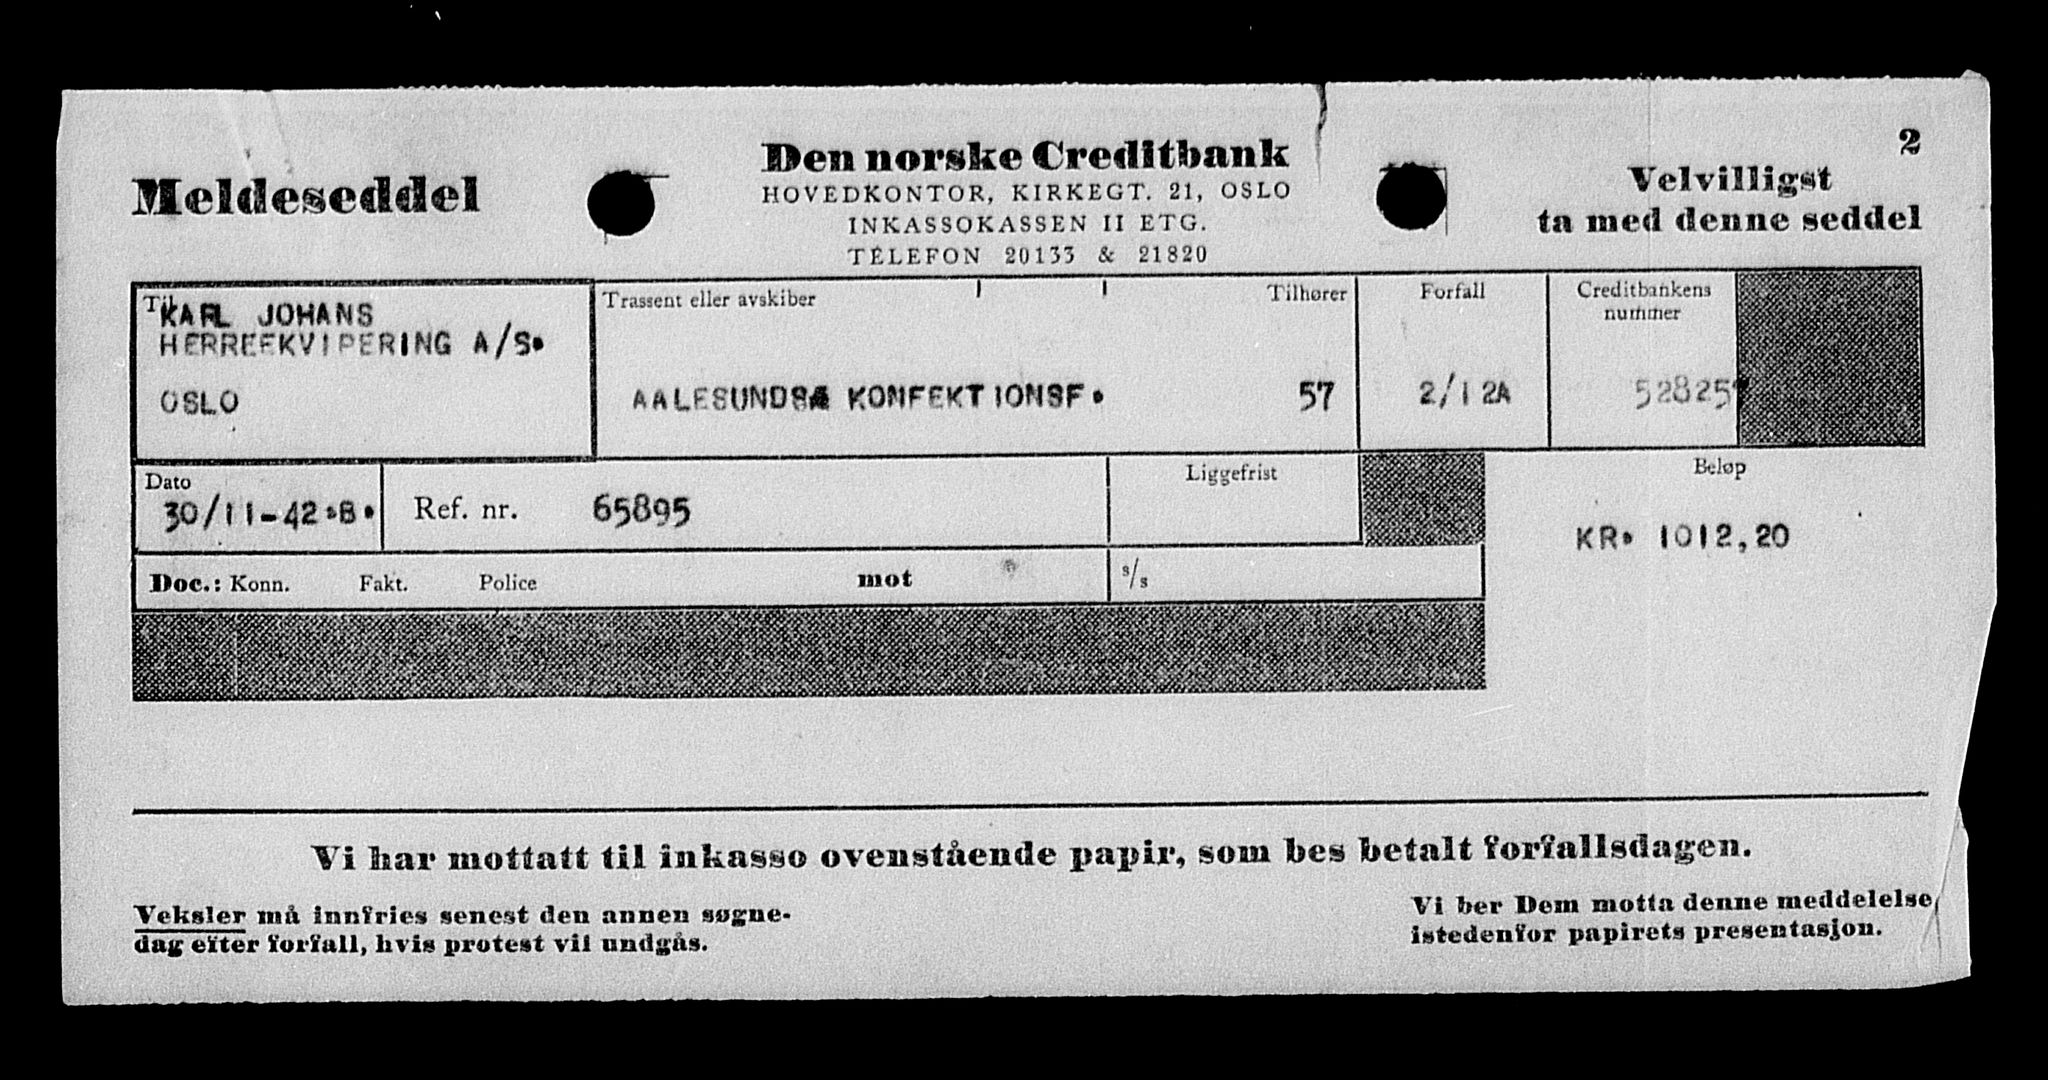 2
Meldeseddel
Den norske Creditbank
HOVEDKONTOR, KIRKEGT. 21, OSLO
INKASSOKASSEN II ETG.
TELEFON 20133 & 21820
Velvilligst
ta med denne seddel
Til
KARL JOHANS
HERREEKVIPERING A/S.
OSLO
Trassent eller avskiber
Tilhører
AALESUNDSA KONFEKTIONSF.
57
Forfall
2/12A
Creditbankens
nummer
52825
Dato
30/11-42.B.
Ref. nr. 65895
Liggefrist
Beløp
KR. 1012,20
Doc.: Konn. Fakt. Police mot s/s
Vi har mottatt til inkasso ovenstående papir, som bes betalt forfallsdagen.
Veksler må innfries senest den annen søgne-
dag efter forfall, hvis protest vil undgås.
Vi ber Dem motta denne meddelelse
istedenfor papirets presentasjon.